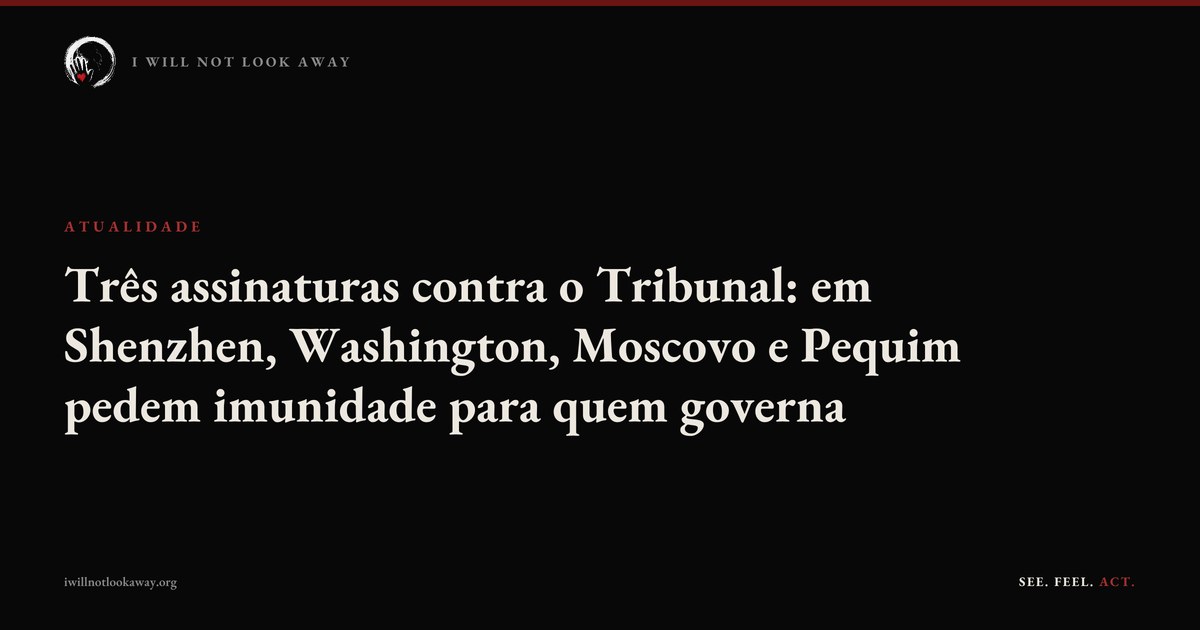 I WILL NOT LOOK AWAY
ATUALIDADE
Três assinaturas contra o Tribunal: em
Shenzhen, Washington, Moscovo e Pequim
pedem imunidade para quem governa
iwillnotlookaway.org
SEE. FEEL. ACT.